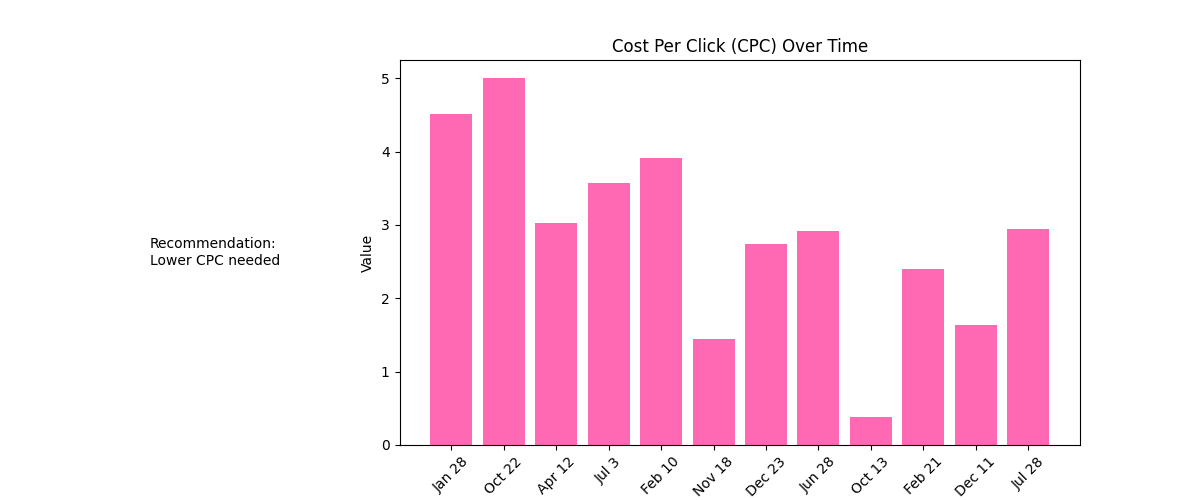 Cost Per Click (CPC) Over Time
Recommendation:
Lower CPC needed
Value
5
4
3
2
1
0
Jan 28
Oct 22
Apr 12
Jul 3
Feb 10
Nov 18
Dec 23
Jun 28
Oct 13
Feb 21
Dec 11
Jul 28